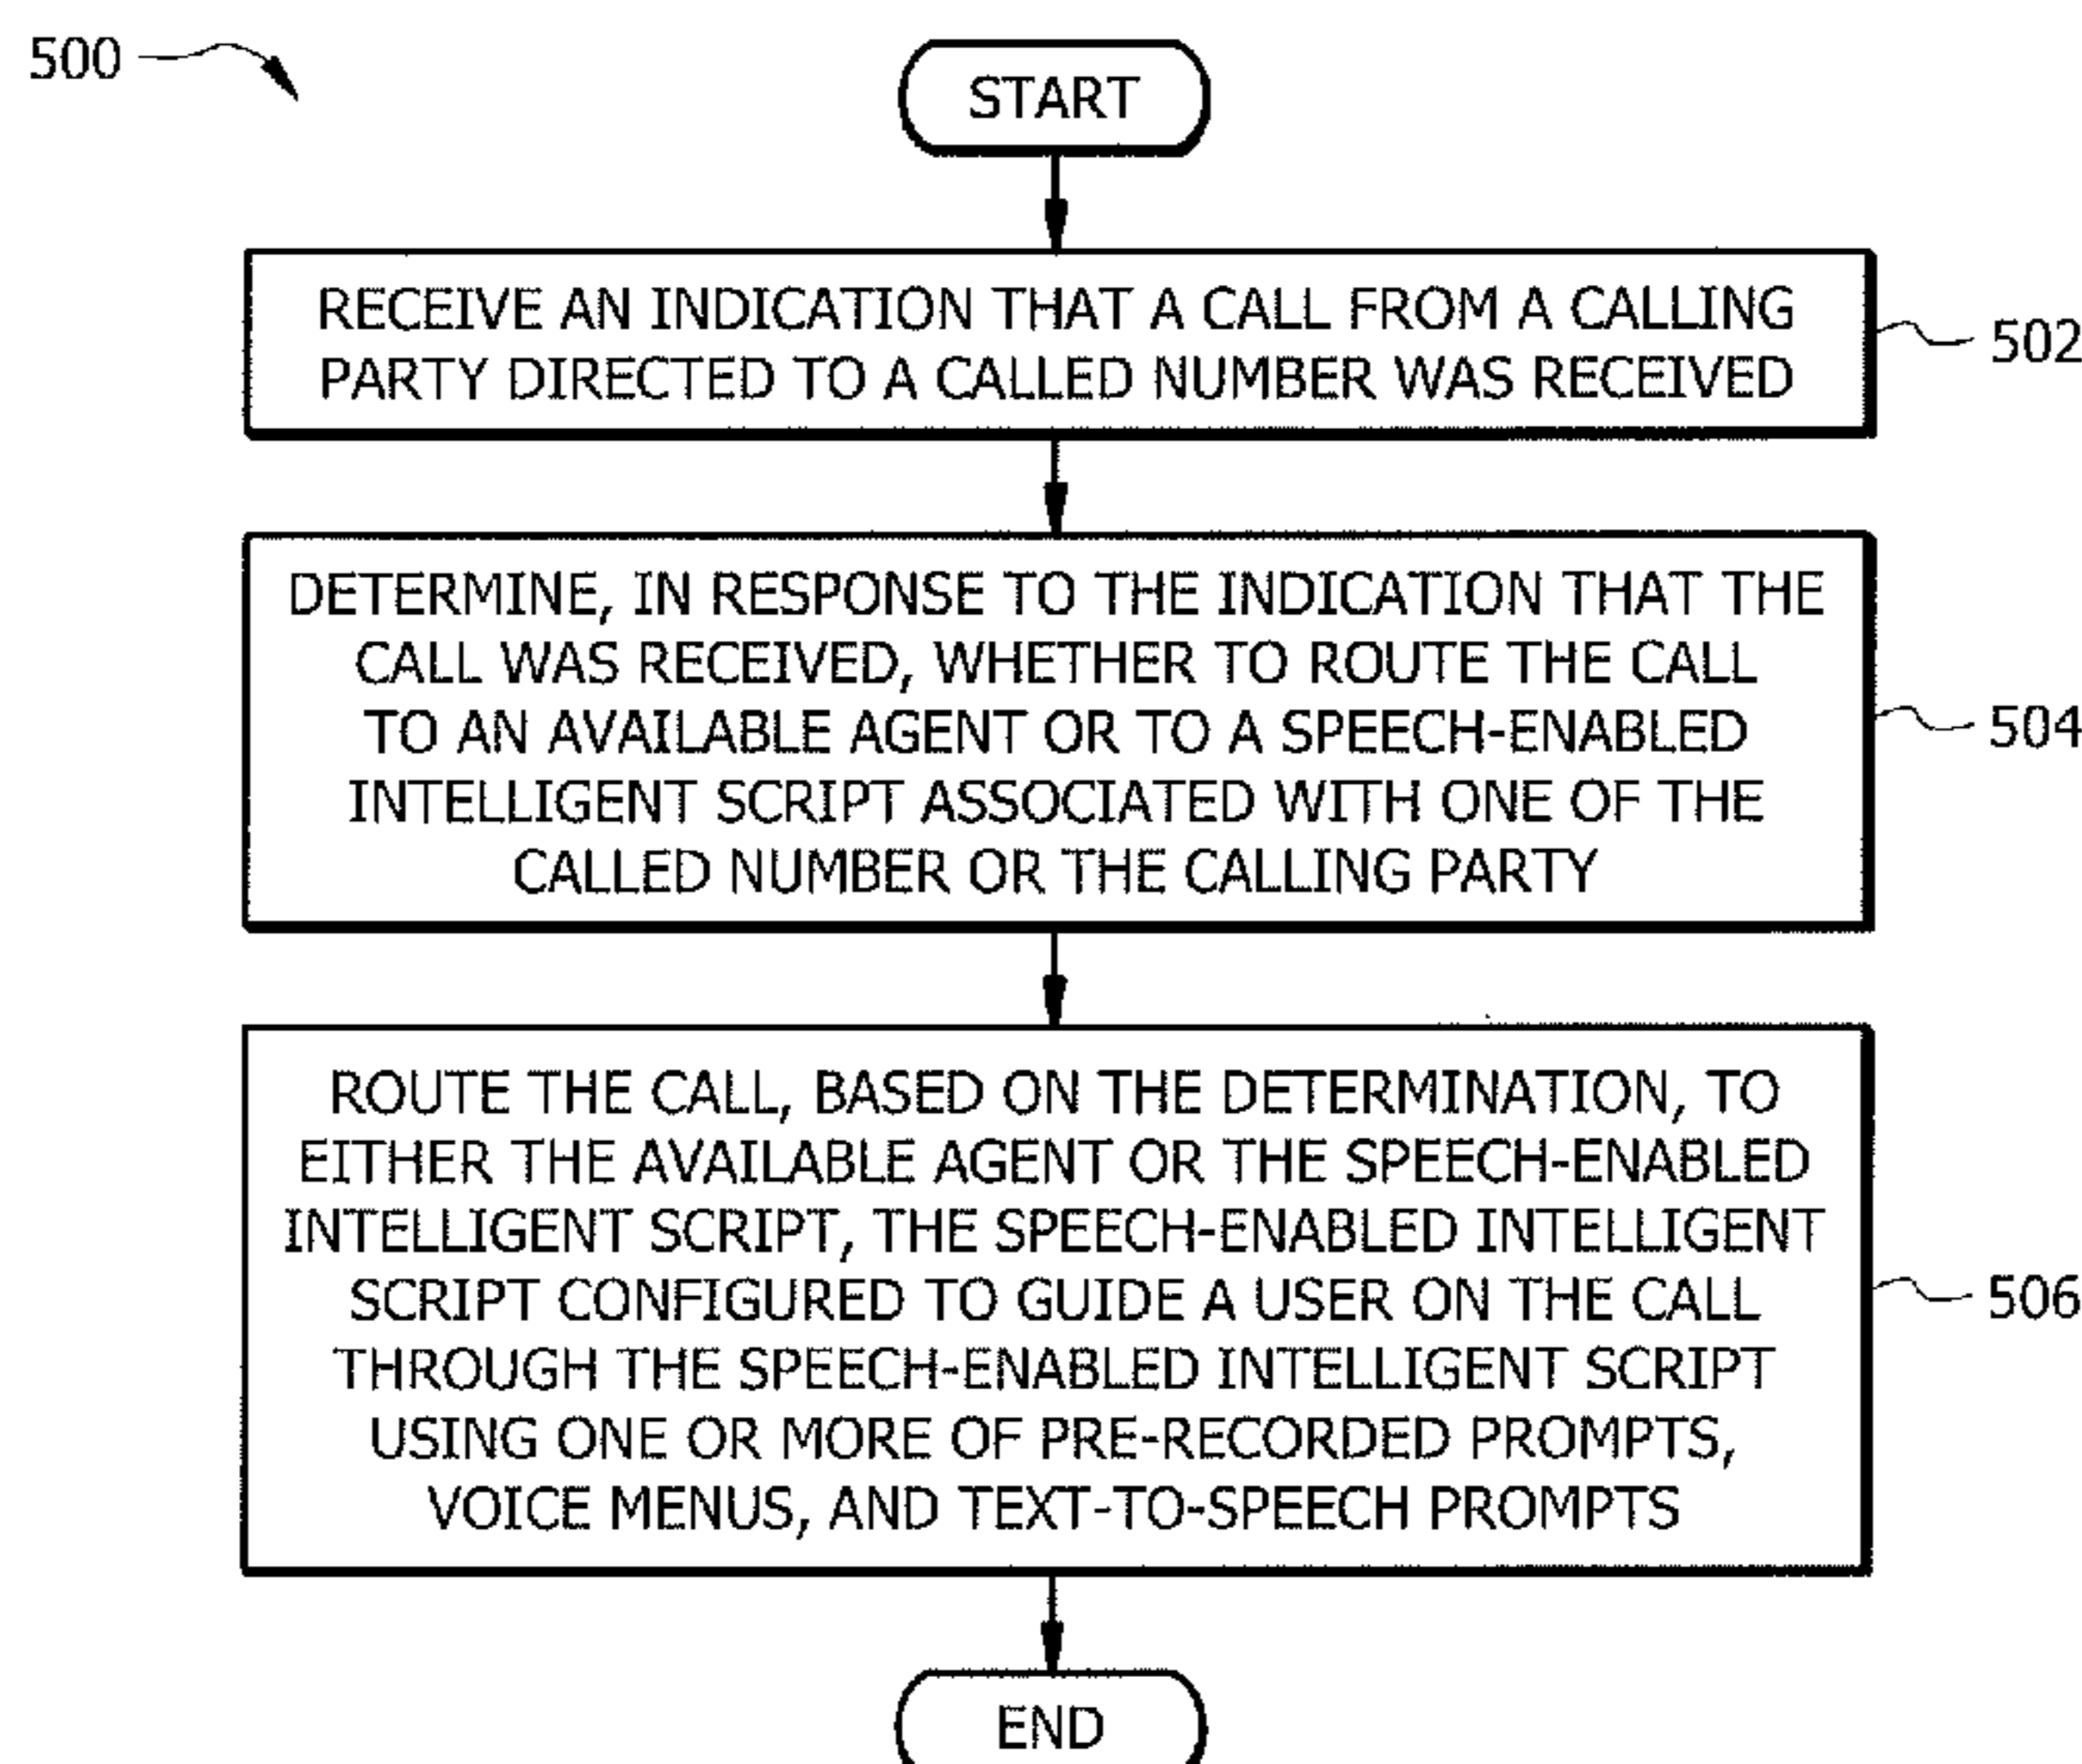 500
START
RECEIVE AN INDICATION THAT A CALL FROM A CALLING
PARTY DIRECTED TO A CALLED NUMBER WAS RECEIVED
502
DETERMINE, IN RESPONSE TO THE INDICATION THAT THE
CALL WAS RECEIVED, WHETHER TO ROUTE THE CALL
TO AN AVAILABLE AGENT OR TO A SPEECH-ENABLED
INTELLIGENT SCRIPT ASSOCIATED WITH ONE OF THE
CALLED NUMBER OR THE CALLING PARTY
504
ROUTE THE CALL, BASED ON THE DETERMINATION, TO
EITHER THE AVAILABLE AGENT OR THE SPEECH-ENABLED
INTELLIGENT SCRIPT, THE SPEECH-ENABLED INTELLIGENT
SCRIPT CONFIGURED TO GUIDE A USER ON THE CALL
THROUGH THE SPEECH-ENABLED INTELLIGENT SCRIPT
USING ONE OR MORE OF PRE-RECORDED PROMPTS,
VOICE MENUS, AND TEXT-TO-SPEECH PROMPTS
506
END